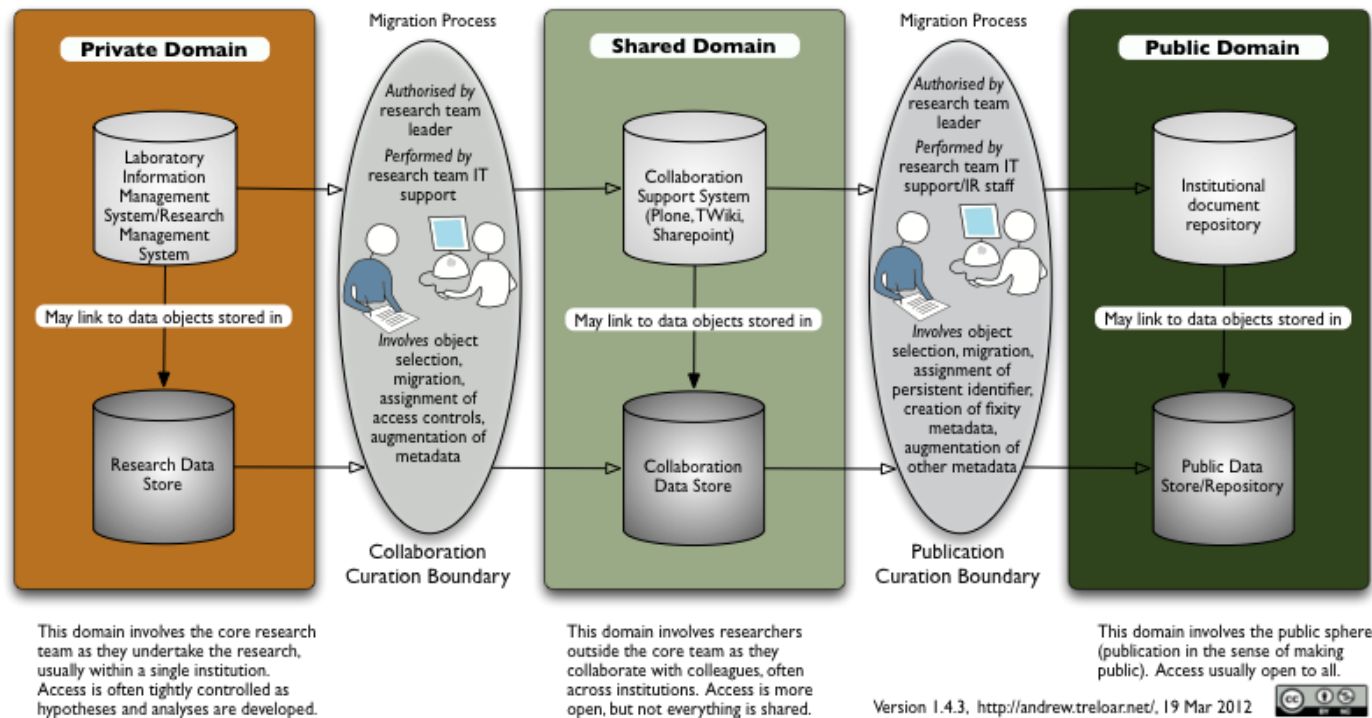 Private Domain
Laboratory
Information
Management
System/Research
Management
System
May link to data objects stored in
Research Data
Store
Migration Process
Authorised by
research team
leader
Performed by
research team IT
support
Involves object
selection,
migration,
assignment of
access controls,
augmentation of
metadata
Collaboration
Curation Boundary
Shared Domain
Collaboration
Support System
(Plone, TWiki,
Sharepoint)
May link to data objects stored in
Collaboration
Data Store
Migration Process
Authorised by
research team
leader
Performed by
research team IT
support/IR staff
Involves object
selection, migration,
assignment of
persistent identifier,
creation of fixity
metadata,
augmentation of
other metadata
Publication
Curation Boundary
Public Domain
Institutional
document
repository
May link to data objects stored in
Public Data
Store/Repository
This domain involves the core research
team as they undertake the research,
usually within a single institution.
Access is often tightly controlled as
hypotheses and analyses are developed.
This domain involves researchers
outside the core team as they
collaborate with colleagues, often
across institutions. Access is more
open, but not everything is shared.
This domain involves the public sphere
(publication in the sense of making
public). Access usually open to all.
Version 1.4.3, http://andrew.treloar.net/, 19 Mar 2012
cc
BY NC